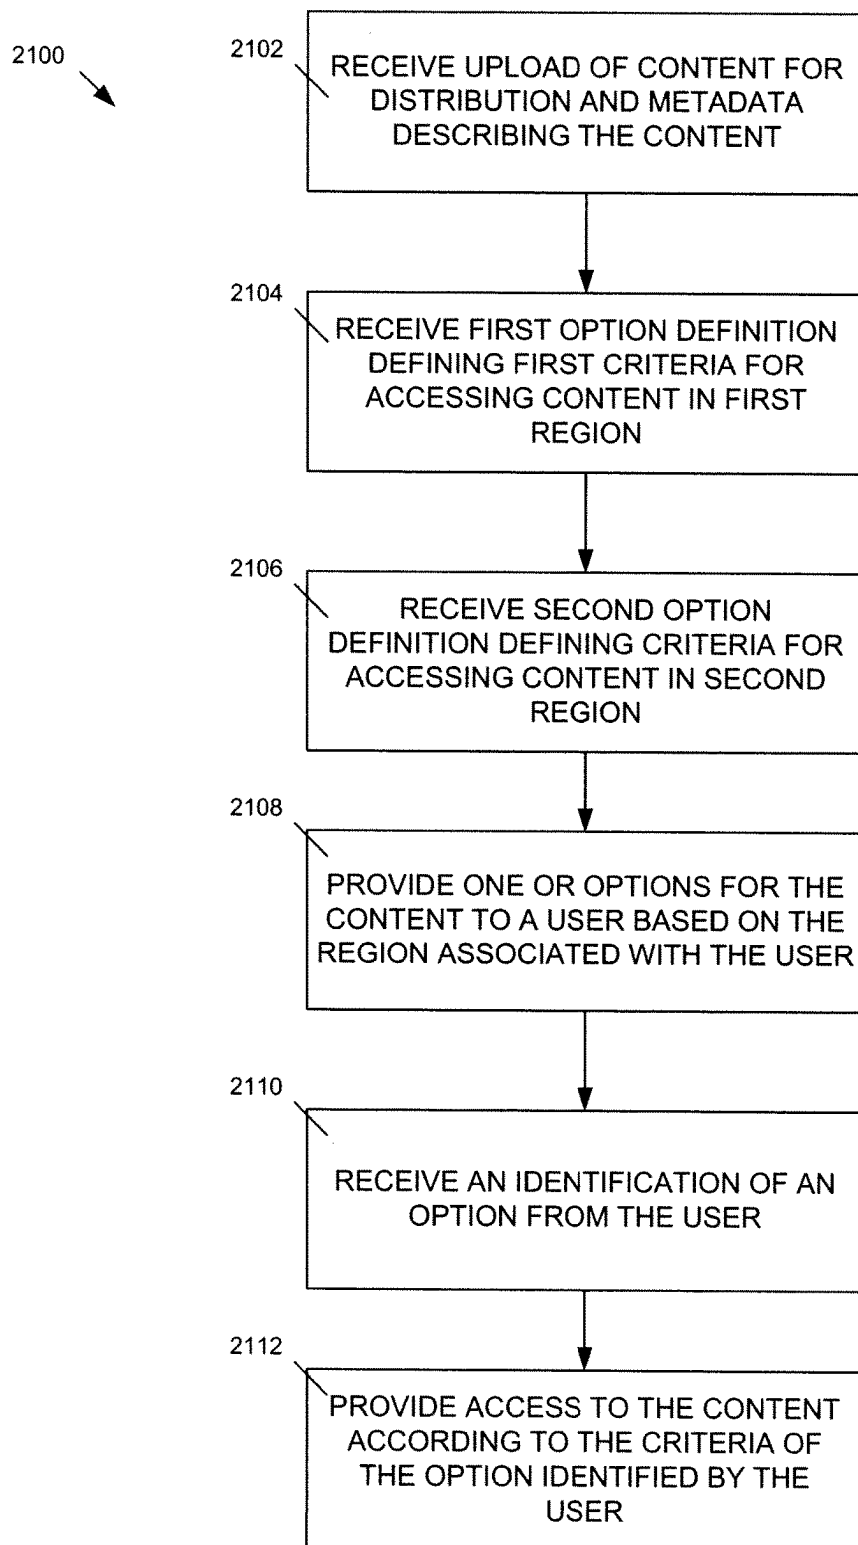 2100
2102
RECEIVE UPLOAD OF CONTENT FOR
DISTRIBUTION AND METADATA
DESCRIBING THE CONTENT
2104
RECEIVE FIRST OPTION DEFINITION
DEFINING FIRST CRITERIA FOR
ACCESSING CONTENT IN FIRST
REGION
2106
RECEIVE SECOND OPTION
DEFINITION DEFINING CRITERIA FOR
ACCESSING CONTENT IN SECOND
REGION
2108
PROVIDE ONE OR OPTIONS FOR THE
CONTENT TO A USER BASED ON THE
REGION ASSOCIATED WITH THE USER
2110
RECEIVE AN IDENTIFICATION OF AN
OPTION FROM THE USER
2112
PROVIDE ACCESS TO THE CONTENT
ACCORDING TO THE CRITERIA OF
THE OPTION IDENTIFIED BY THE
USER